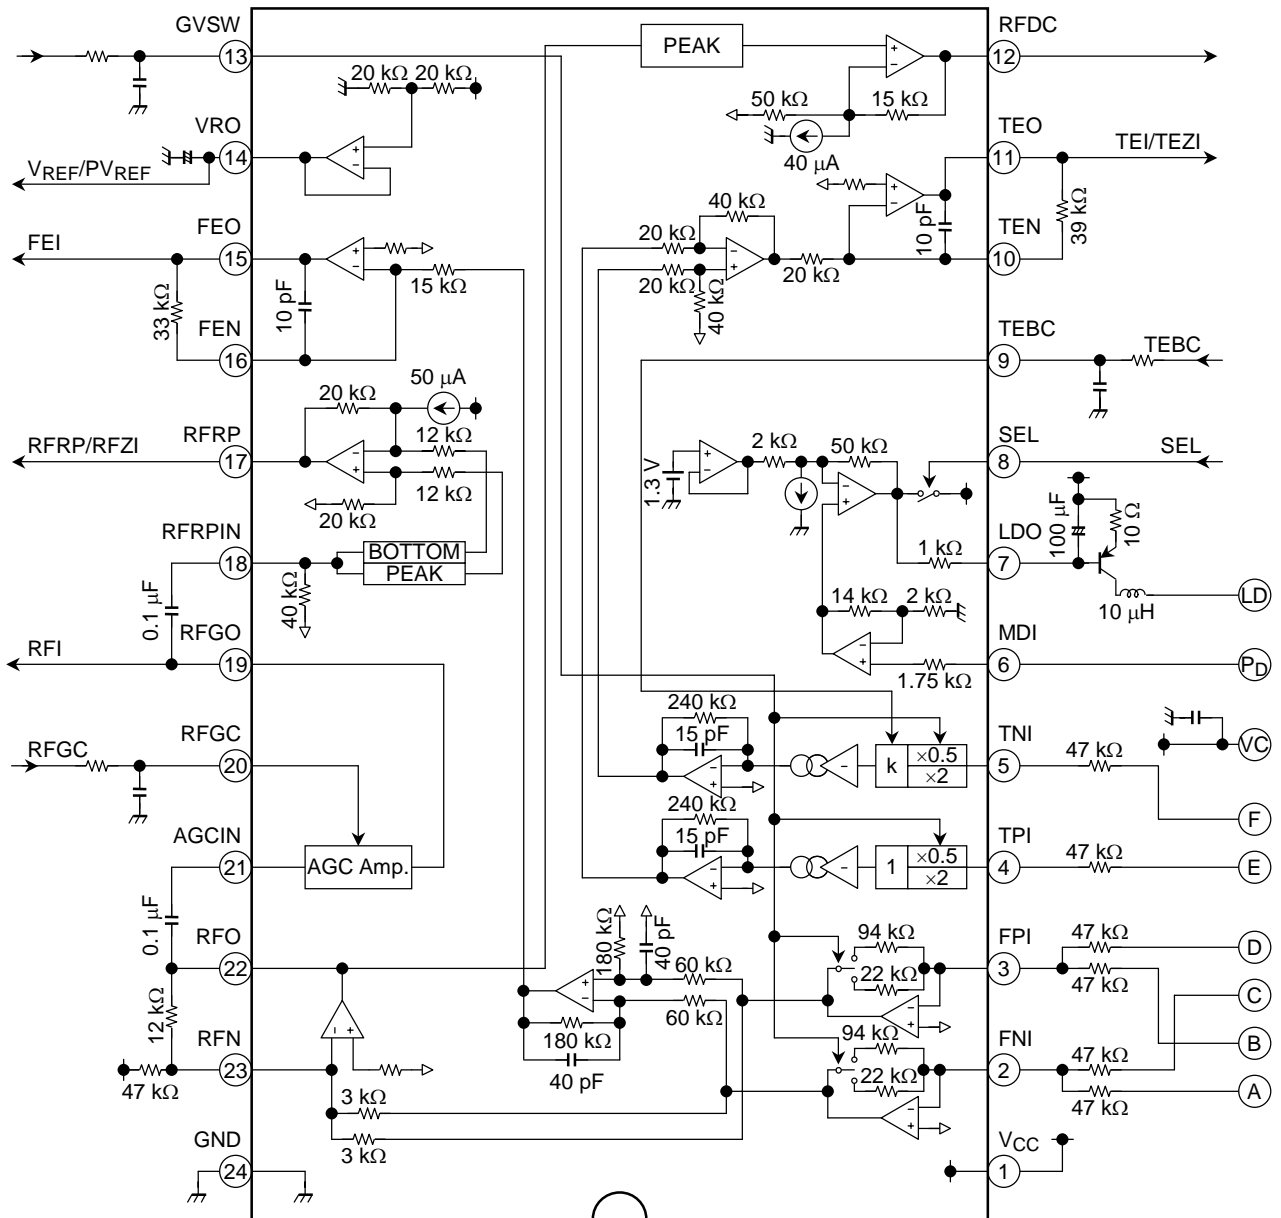 GVSW
13
PEAK
RFDC
12
20 kΩ 20 kΩ
50 kΩ
15 kΩ
40 μA
VRO
14
VREF/PVREF
TEO
11
TEI/TEZI
39 kΩ
10 pF
TEN
10
40 kΩ
20 kΩ
20 kΩ
20 kΩ
40 kΩ
FEO
15
FEI
33 kΩ
10 pF
15 kΩ
FEN
16
TEBC
9
TEBC
50 μA
20 kΩ
12 kΩ
12 kΩ
20 kΩ
RFRP
17
RFRP/RFZI
SEL
8
SEL
1.3 V
2 kΩ
50 kΩ
1 kΩ
100 μF
10 Ω
LDO
7
10 μH
LD
RFRPIN
18
BOTTOM
PEAK
40 kΩ
0.1 μF
14 kΩ
2 kΩ
1.75 kΩ
MDI
6
PD
RFGO
19
RFI
RFGC
RFGC
20
240 kΩ
15 pF
k
×0.5
×2
TNI
5
47 kΩ
VC
F
AGCIN
21
AGC Amp.
240 kΩ
15 pF
1
×0.5
×2
TPI
4
47 kΩ
E
0.1 μF
RFO
22
12 kΩ
180 kΩ
40 pF
60 kΩ
60 kΩ
180 kΩ
40 pF
94 kΩ
22 kΩ
FPI
3
47 kΩ
47 kΩ
D
C
B
A
RFN
23
47 kΩ
94 kΩ
22 kΩ
FNI
2
47 kΩ
47 kΩ
3 kΩ
3 kΩ
GND
24
VCC
1